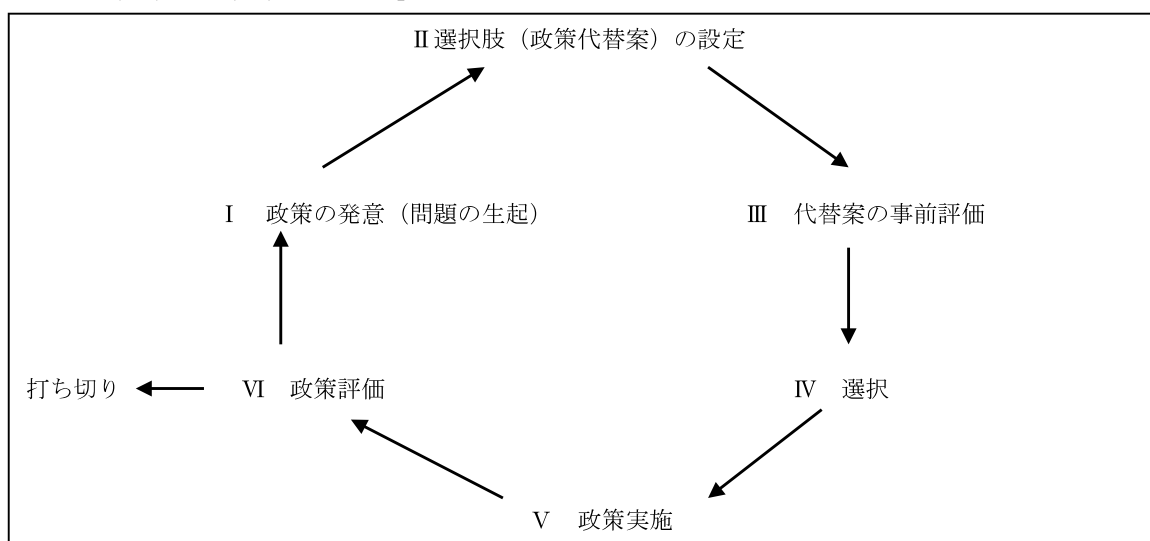 Ⅱ選択肢（政策代替案）の設定
Ⅰ　政策の発意（問題の生起）
Ⅲ　代替案の事前評価
打ち切り
Ⅵ　政策評価
Ⅳ　選択
Ⅴ　政策実施